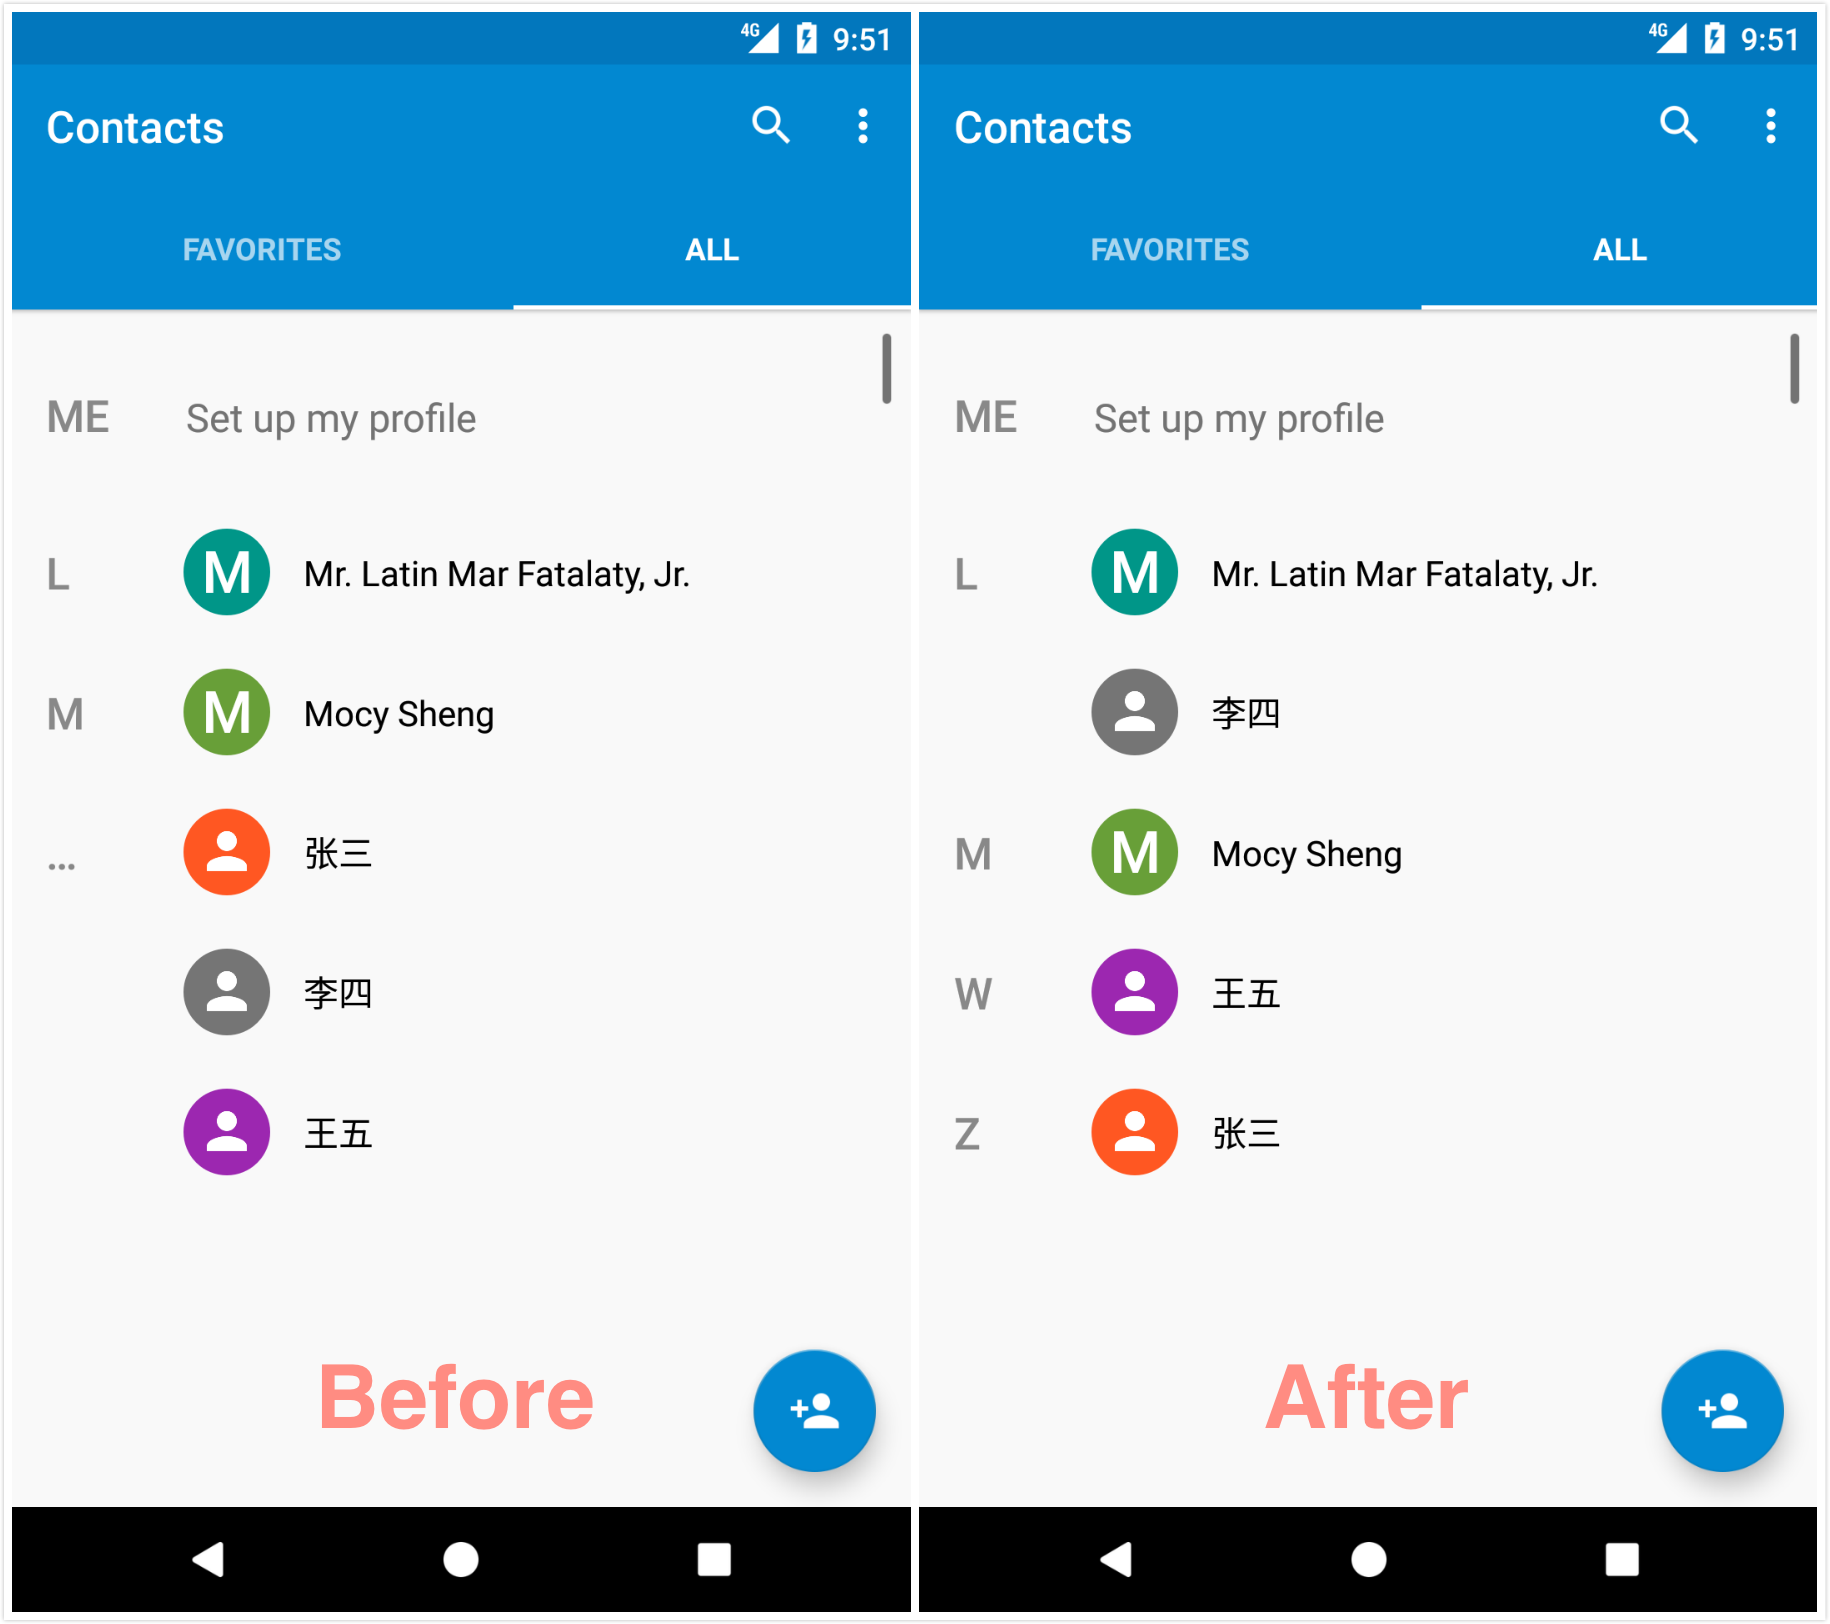 4G 9:51
Contacts
FAVORITES ALL
ME Set up my profile
L M Mr. Latin Mar Fatalaty, Jr.
M M Mocy Sheng
... 张三
李四
王五
Before
4G 9:51
Contacts
FAVORITES ALL
ME Set up my profile
L M Mr. Latin Mar Fatalaty, Jr.
李四
M M Mocy Sheng
W 王五
Z 张三
After